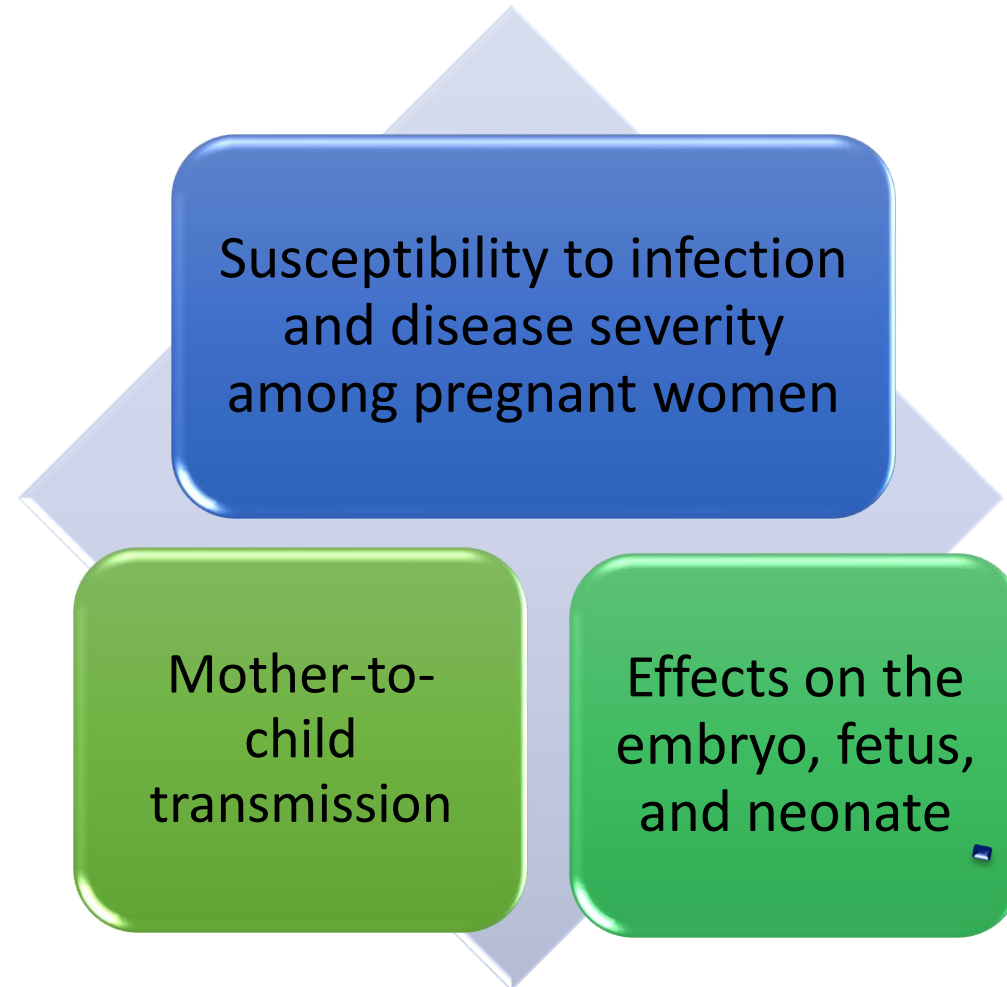 Susceptibility to infection
and disease severity
among pregnant women
Mother-to-
child
transmission
Effects on the
embryo, fetus,
and neonate